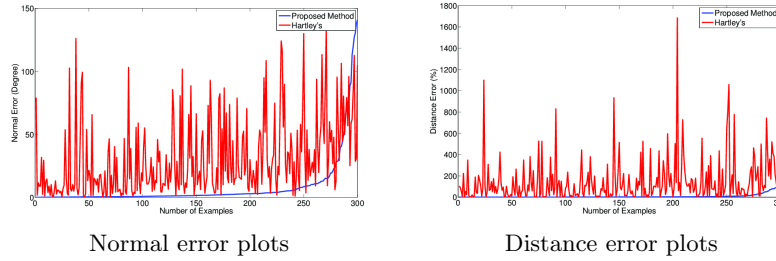 150
100
50
0
0
50
100
150
200
250
300
Normal Error (Degree)
Number of Examples
Proposed Method
Hartley's
1800
1600
1400
1200
1000
800
600
400
200
0
0
50
100
150
200
250
300
Distance Error (%)
Number of Examples
Proposed Method
Hartley's
Normal error plots
Distance error plots